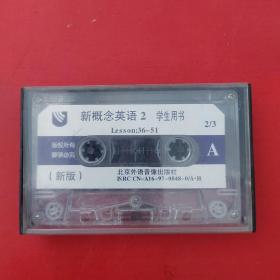 新概念英语 2 学生用书
2/3
Lesson:36-51
版权所有
翻录必究
A
(新版)
北京外语音像出版社
ISRC CN-A16-97-0048-0/A·H